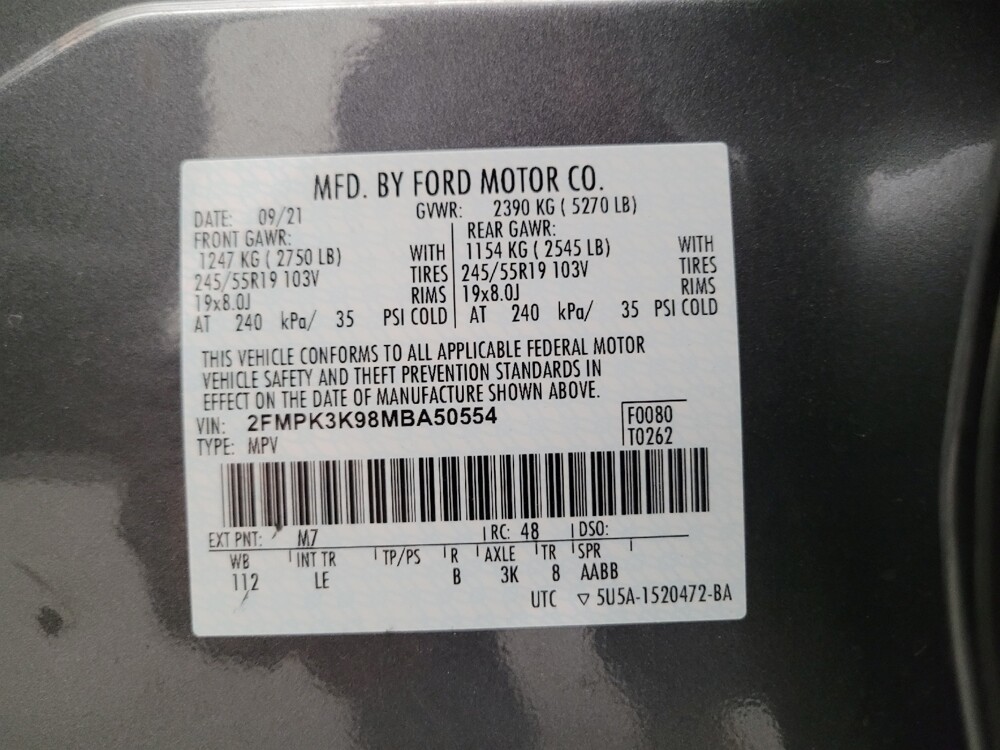 MFD. BY FORD MOTOR CO.
DATE: 09/21 GVWR: 2390 KG ( 5270 LB)
FRONT GAWR: REAR GAWR:
1247 KG ( 2750 LB) WITH 1154 KG ( 2545 LB) WITH
245/55R19 103V TIRES 245/55R19 103V TIRES
19x8.0J RIMS 19x8.0J RIMS
AT 240 kPa/ 35 PSI COLD AT 240 kPa/ 35 PSI COLD
THIS VEHICLE CONFORMS TO ALL APPLICABLE FEDERAL MOTOR
VEHICLE SAFETY AND THEFT PREVENTION STANDARDS IN
EFFECT ON THE DATE OF MANUFACTURE SHOWN ABOVE.
VIN: 2FMPK3K98MBA50554 F0080
TYPE: MPV T0262
EXT PNT: M7 RC: 48 DSO:
WB INT TR TP/PS R AXLE TR SPR
112 LE B 3K 8 AABB
UTC ▽ 5U5A-1520472-BA